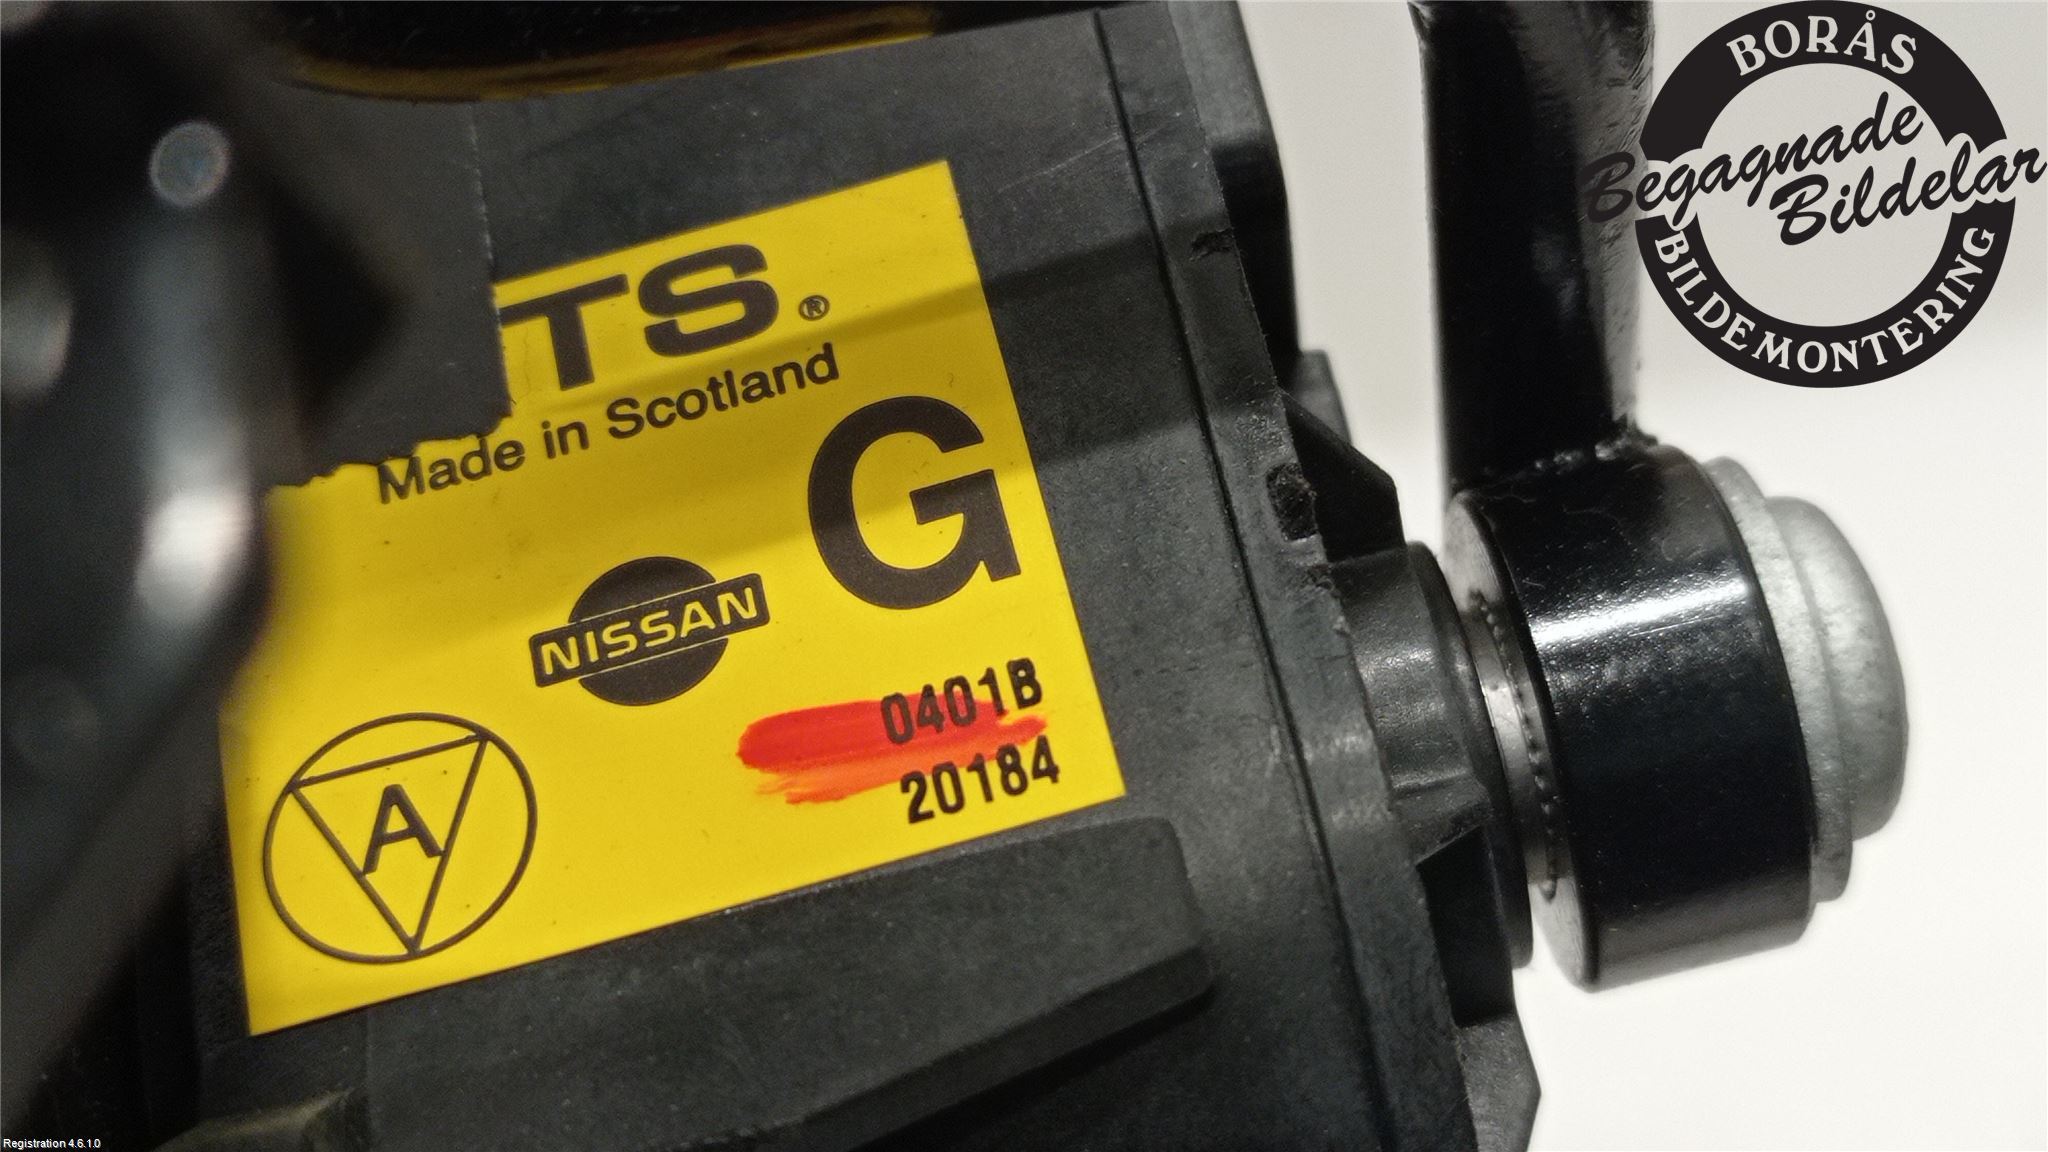 TS®
Made in Scotland
G
NISSAN
0401B
20184
A
BORÅS
Begagnade
Bildelar
BILDEMONTERING
Registration 4.6.1.0